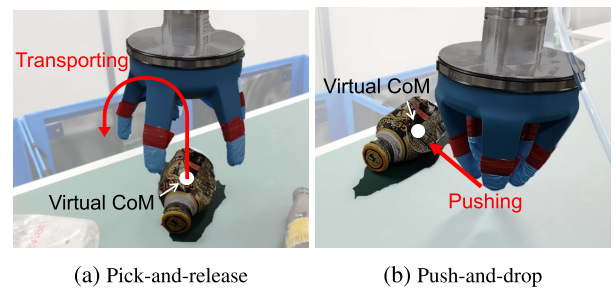 Transporting
Virtual CoM
Virtual CoM
Pushing
(a) Pick-and-release
(b) Push-and-drop